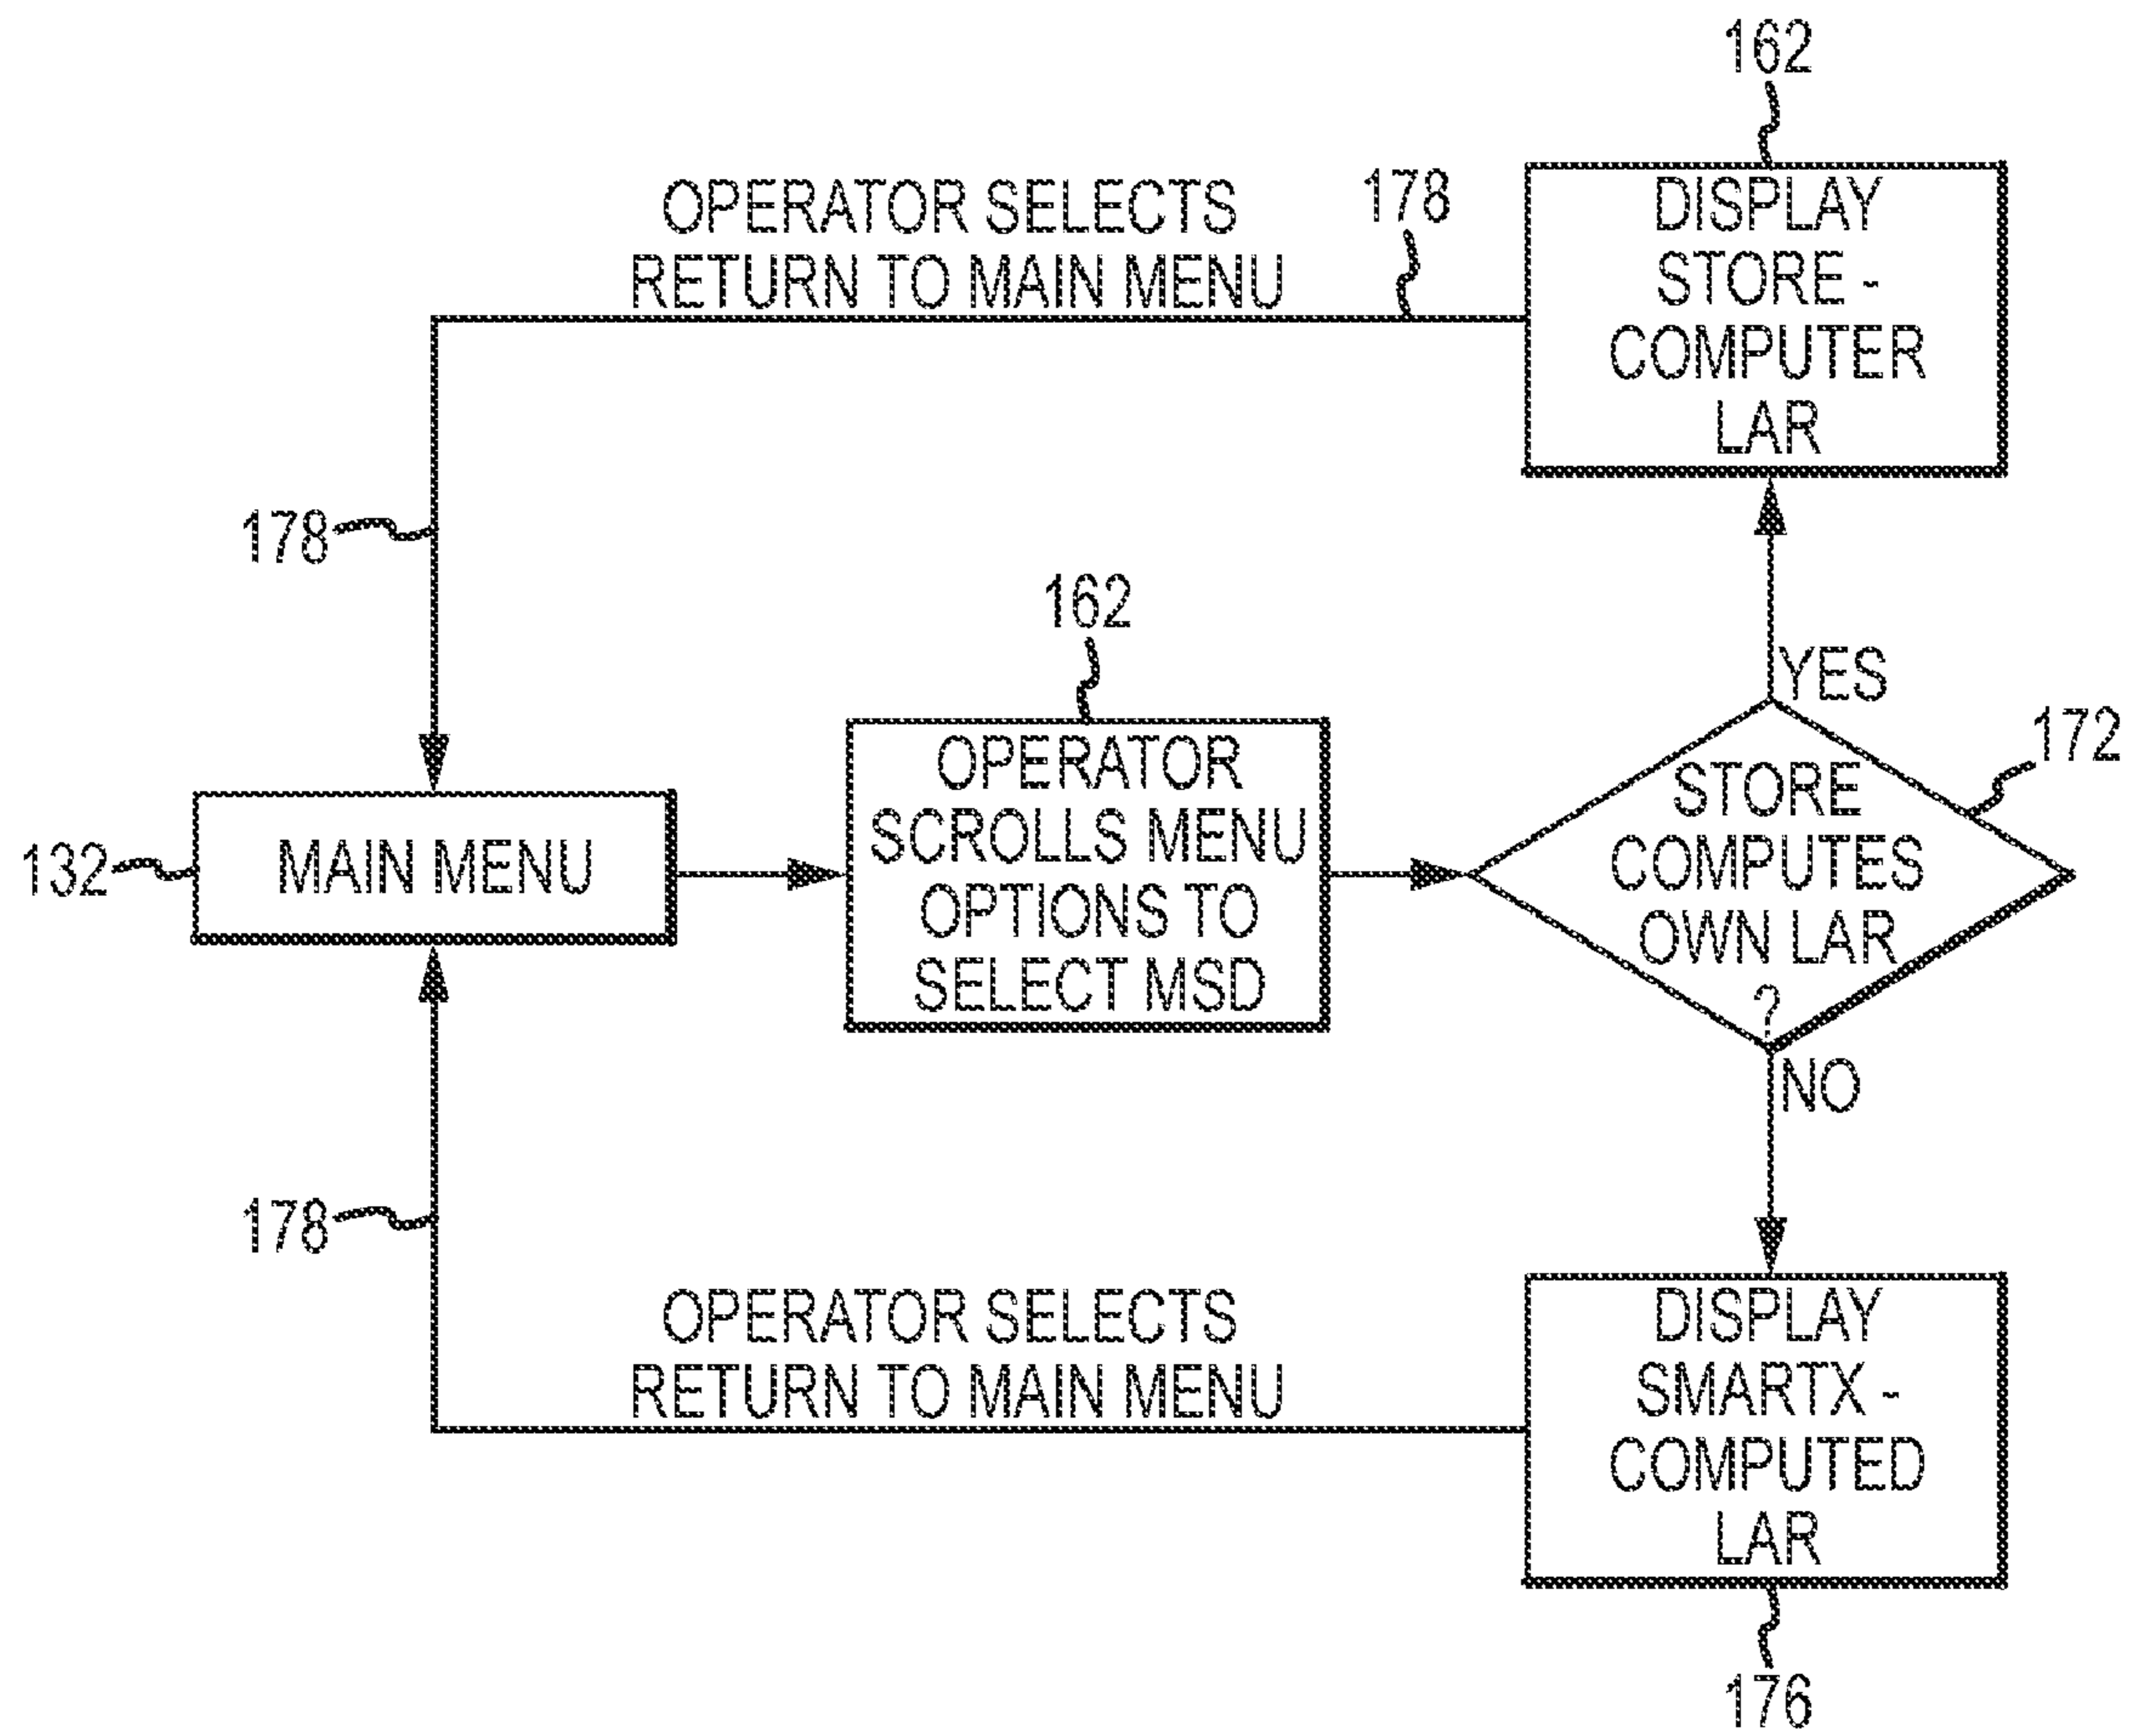 162
178
OPERATOR SELECTS
RETURN TO MAIN MENU
DISPLAY
STORE -
COMPUTER
LAR
178
162
YES
172
132
MAIN MENU
OPERATOR
SCROLLS MENU
OPTIONS TO
SELECT MSD
STORE
COMPUTES
OWN LAR
?
NO
178
OPERATOR SELECTS
RETURN TO MAIN MENU
DISPLAY
SMARTX -
COMPUTED
LAR
176